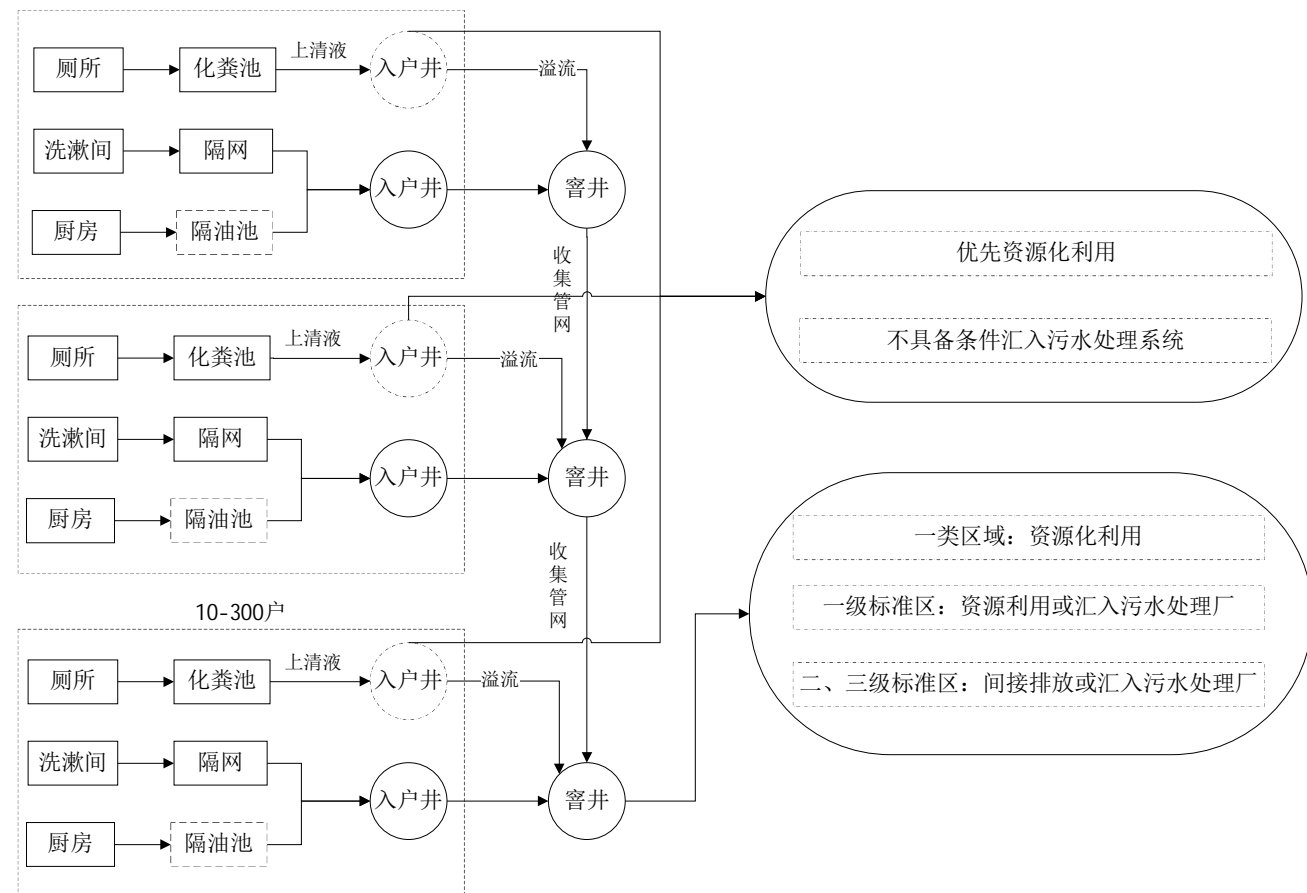 厕所
化粪池
上清液
入户井
溢流
洗漱间
隔网
入户井
窨井
厨房
隔油池
收集管网
优先资源化利用
不具备条件汇入污水处理系统
厕所
化粪池
上清液
入户井
溢流
洗漱间
隔网
入户井
窨井
厨房
隔油池
收集管网
一类区域：资源化利用
一级标准区：资源利用或汇入污水处理厂
二、三级标准区：间接排放或汇入污水处理厂
10-300户
厕所
化粪池
上清液
入户井
溢流
洗漱间
隔网
入户井
窨井
厨房
隔油池